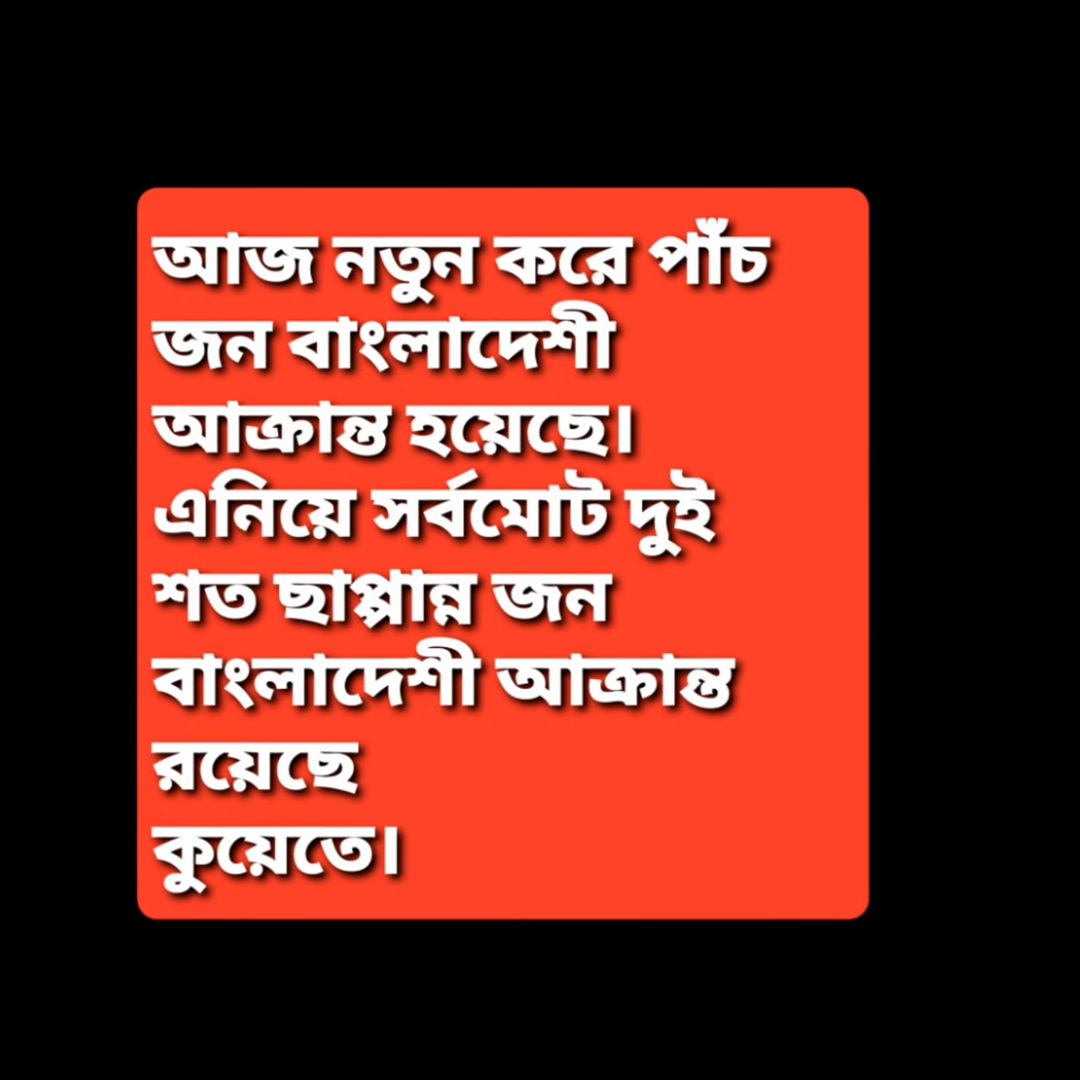 আজ নতুন করে পাঁচ
জন বাংলাদেশী
আক্রান্ত হয়েছে।
এনিয়ে সর্বমোট দুই
শত ছাপ্পান্ন জন
বাংলাদেশী আক্রান্ত
রয়েছে
কুয়েতে।